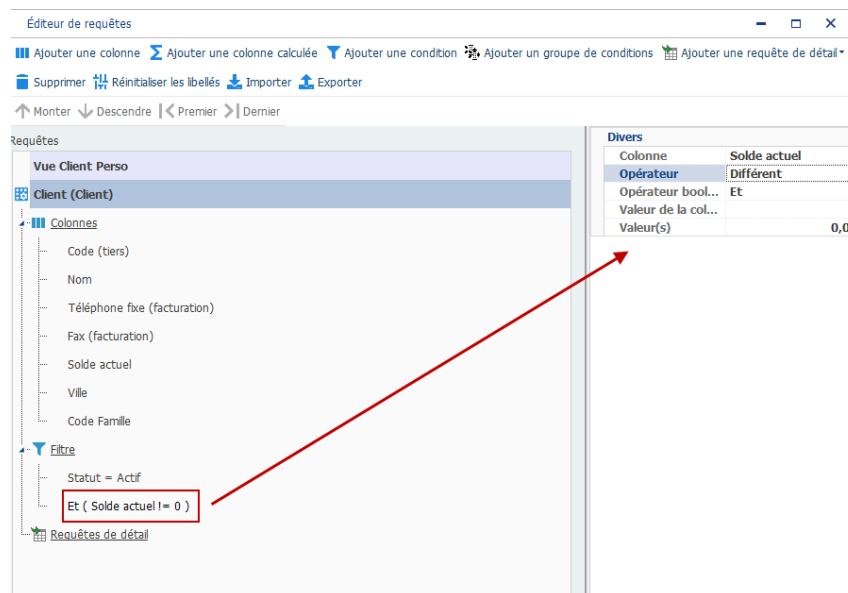 Éditeur de requêtes
Ajouter une colonne Ajouter une colonne calculée Ajouter une condition Ajouter un groupe de conditions Ajouter une requête de détail
Supprimer Réinitialiser les libellés Importer Exporter
Monter Descendre Premier Dernier
Requêtes
Vue Client Perso
Client (Client)
Colonnes
Code (tiers)
Nom
Téléphone fixe (facturation)
Fax (facturation)
Solde actuel
Ville
Code Famille
Filtre
Statut = Actif
Et ( Solde actuel != 0 )
Requêtes de détail
Divers
Colonne Solde actuel
Opérateur Différent
Opérateur bool... Et
Valeur de la col...
Valeur(s) 0,0